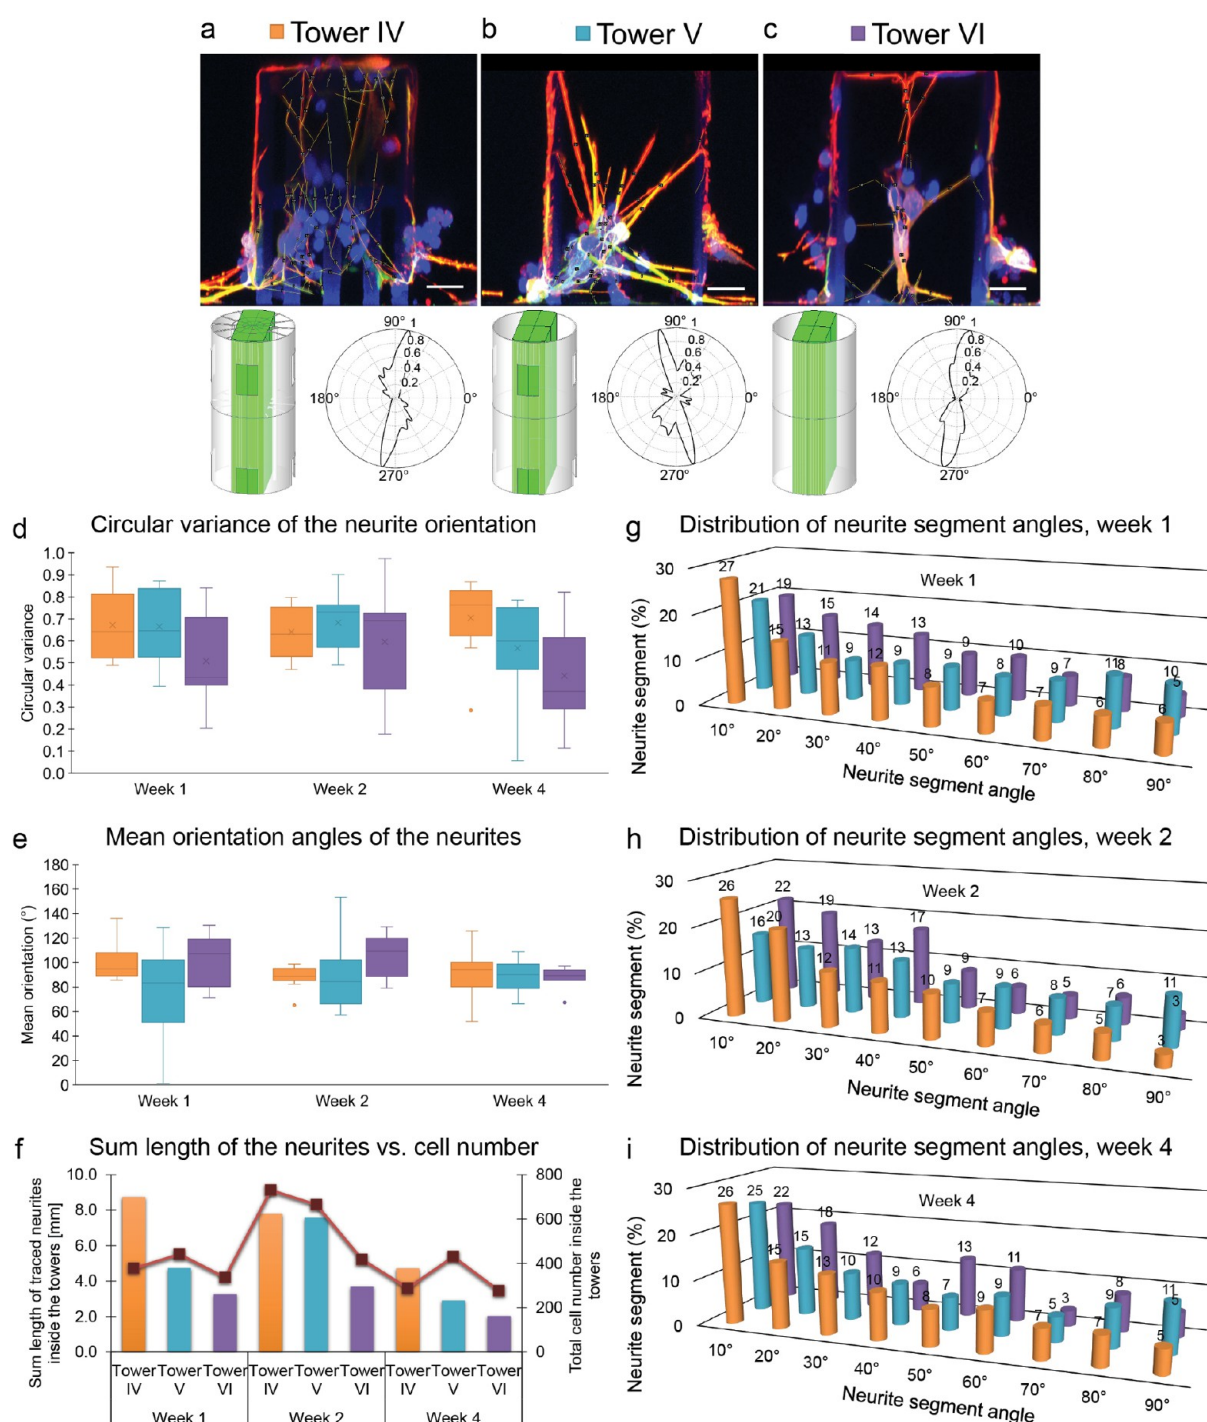 a Tower IV b Tower V c Tower VI
90° 1 90° 1 90° 1
0.8 0.8 0.8
0.6 0.6 0.6
0.4 0.4 0.4
0.2 0.2 0.2
180° 0° 180° 0° 180° 0°
270° 270° 270°
d Circular variance of the neurite orientation
Circular variance
1.0
0.9
0.8
0.7
0.6
0.5
0.4
0.3
0.2
0.1
0.0
Week 1 Week 2 Week 4
e Mean orientation angles of the neurites
Mean orientation (°)
180
160
140
120
100
80
60
40
20
0
Week 1 Week 2 Week 4
f Sum length of the neurites vs. cell number
Sum length of traced neurites
inside the towers [mm]
10.0
8.0
6.0
4.0
2.0
0.0
800
600
400
200
0
Total cell number inside the
towers
Tower Tower Tower Tower Tower Tower Tower Tower Tower
IV V VI IV V VI IV V VI
Week 1 Week 2 Week 4
g Distribution of neurite segment angles, week 1
Week 1
Neurite segment (%)
30
20
10
0
27 15 11 12 8 7 7 6 6
21 13 9 9 9 8 9 11 10
19 15 14 13 9 10 7 8 5
10° 20° 30° 40° 50° 60° 70° 80° 90°
Neurite segment angle
h Distribution of neurite segment angles, week 2
Week 2
Neurite segment (%)
30
20
10
0
26 20 12 11 10 7 6 5 3
16 13 14 13 9 9 8 7 11
22 19 13 17 9 6 5 6 3
10° 20° 30° 40° 50° 60° 70° 80° 90°
Neurite segment angle
i Distribution of neurite segment angles, week 4
Week 4
Neurite segment (%)
30
20
10
0
26 15 13 10 8 9 7 7 5
25 15 10 9 7 9 5 9 11
22 18 12 6 13 11 3 8 5
10° 20° 30° 40° 50° 60° 70° 80° 90°
Neurite segment angle